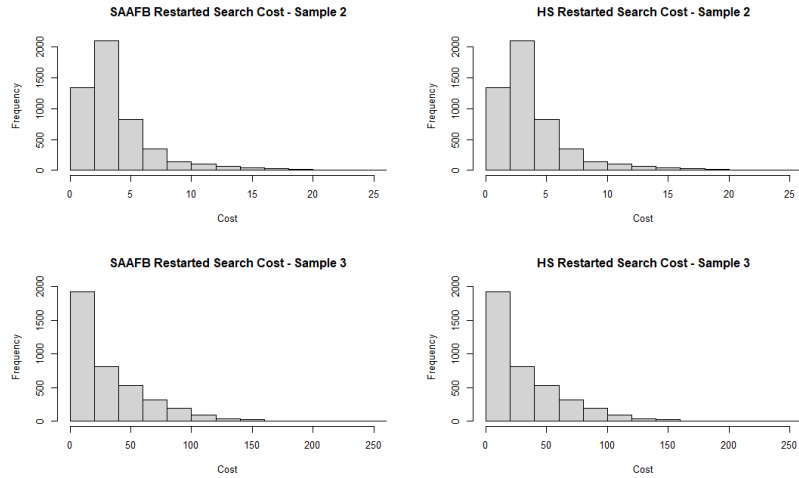 SAAFB Restarted Search Cost - Sample 2
Frequency
0 500 1000 1500 2000
0 5 10 15 20 25
Cost
HS Restarted Search Cost - Sample 2
Frequency
0 500 1000 1500 2000
0 5 10 15 20 25
Cost
SAAFB Restarted Search Cost - Sample 3
Frequency
0 500 1000 1500 2000
0 50 100 150 200 250
Cost
HS Restarted Search Cost - Sample 3
Frequency
0 500 1000 1500 2000
0 50 100 150 200 250
Cost